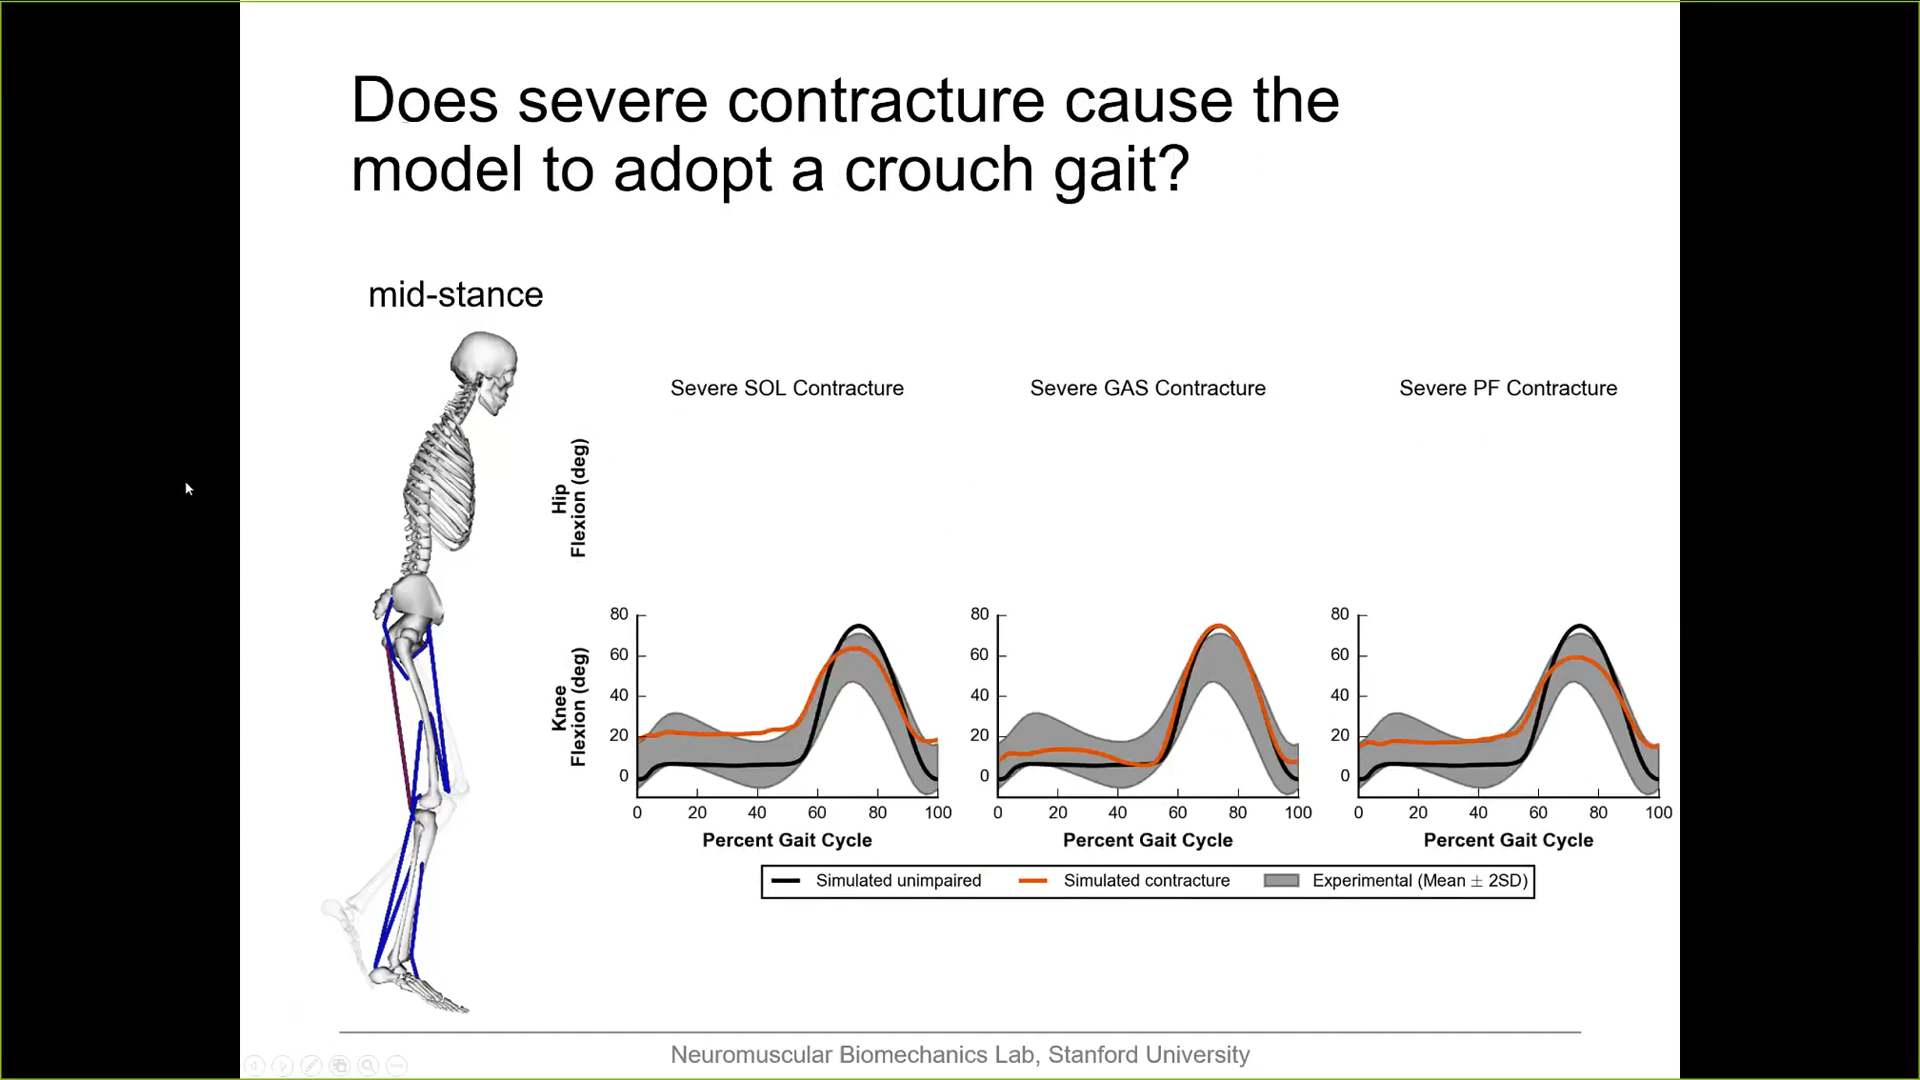 Does severe contracture cause the
model to adopt a crouch gait?
mid-stance
Severe SOL Contracture
Severe GAS Contracture
Severe PF Contracture
Hip
Flexion (deg)
Knee
Flexion (deg)
80
60
40
20
0
0 20 40 60 80 100
Percent Gait Cycle
80
60
40
20
0
0 20 40 60 80 100
Percent Gait Cycle
80
60
40
20
0
0 20 40 60 80 100
Percent Gait Cycle
Simulated unimpaired Simulated contracture Experimental (Mean ± 2SD)
Neuromuscular Biomechanics Lab, Stanford University